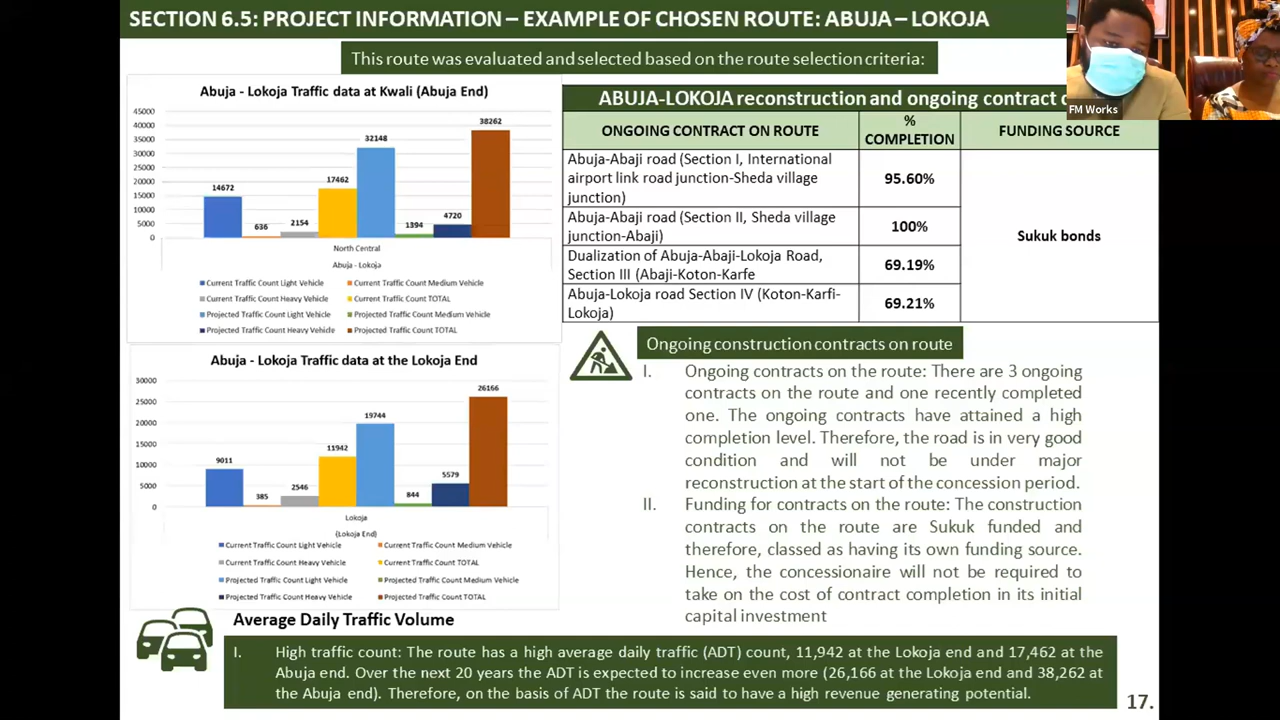 SECTION 6.5: PROJECT INFORMATION – EXAMPLE OF CHOSEN ROUTE: ABUJA – LOKOJA
This route was evaluated and selected based on the route selection criteria:
Abuja - Lokoja Traffic data at Kwali (Abuja End)
45000
40000
35000
30000
25000
20000
15000
10000
5000
0
14672
636
2154
17462
32148
1394
4720
38262
North Central
Abuja - Lokoja
Current Traffic Count Light Vehicle
Current Traffic Count Medium Vehicle
Current Traffic Count Heavy Vehicle
Current Traffic Count TOTAL
Projected Traffic Count Light Vehicle
Projected Traffic Count Medium Vehicle
Projected Traffic Count Heavy Vehicle
Projected Traffic Count TOTAL
Abuja - Lokoja Traffic data at the Lokoja End
30000
25000
20000
15000
10000
5000
0
9011
385
2546
11942
19744
844
5579
26166
Lokoja
(Lokoja End)
Current Traffic Count Light Vehicle
Current Traffic Count Medium Vehicle
Current Traffic Count Heavy Vehicle
Current Traffic Count TOTAL
Projected Traffic Count Light Vehicle
Projected Traffic Count Medium Vehicle
Projected Traffic Count Heavy Vehicle
Projected Traffic Count TOTAL
FM Works
ABUJA-LOKOJA reconstruction and ongoing contract
ONGOING CONTRACT ON ROUTE
%
COMPLETION
FUNDING SOURCE
Abuja-Abaji road (Section I, International
airport link road junction-Sheda village
junction)
95.60%
Abuja-Abaji road (Section II, Sheda village
junction-Abaji)
100%
Sukuk bonds
Dualization of Abuja-Abaji-Lokoja Road,
Section III (Abaji-Koton-Karfe
69.19%
Abuja-Lokoja road Section IV (Koton-Karfi-
Lokoja)
69.21%
Ongoing construction contracts on route
I. Ongoing contracts on the route: There are 3 ongoing
contracts on the route and one recently completed
one. The ongoing contracts have attained a high
completion level. Therefore, the road is in very good
condition and will not be under major
reconstruction at the start of the concession period.
II. Funding for contracts on the route: The construction
contracts on the route are Sukuk funded and
therefore, classed as having its own funding source.
Hence, the concessionaire will not be required to
take on the cost of contract completion in its initial
capital investment
Average Daily Traffic Volume
I. High traffic count: The route has a high average daily traffic (ADT) count, 11,942 at the Lokoja end and 17,462 at the
Abuja end. Over the next 20 years the ADT is expected to increase even more (26,166 at the Lokoja end and 38,262 at
the Abuja end). Therefore, on the basis of ADT the route is said to have a high revenue generating potential.
17.